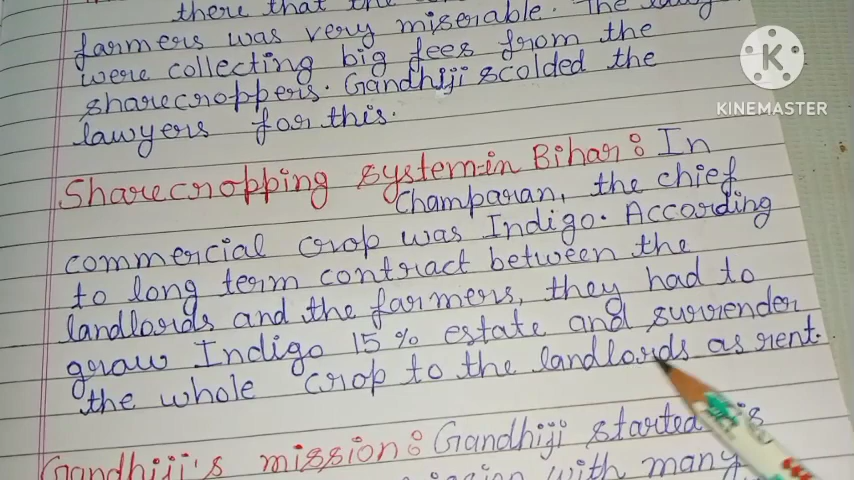 there that the
farmers was very miserable. The
were collecting big fees from the
sharecroppers. Gandhiji scolded the
lawyers for this.
Sharecropping system in Bihar: In
Champaran, the chief
commercial crop was Indigo. According
to long term contract between the
landlords and the farmers, they had to
grow Indigo 15% estate and surrender
the whole crop to the landlords as rent.
Gandhiji's mission: Gandhiji started
with many
K
KINEMASTER